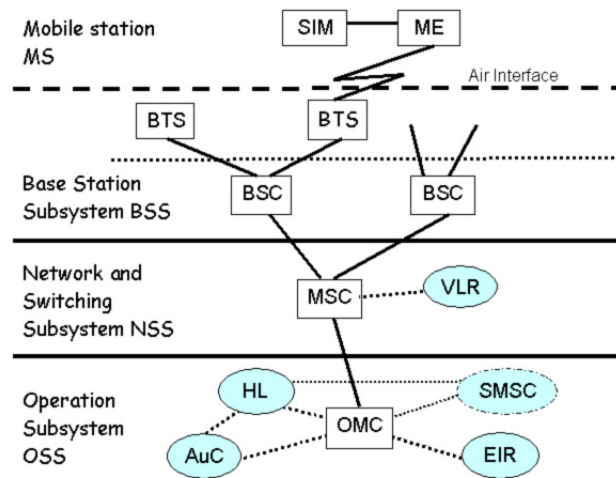 Mobile station
MS
SIM
ME
Air Interface
BTS
BTS
Base Station
Subsystem BSS
BSC
BSC
Network and
Switching
Subsystem NSS
MSC
VLR
Operation
Subsystem
OSS
HL
SMSC
OMC
AuC
EIR